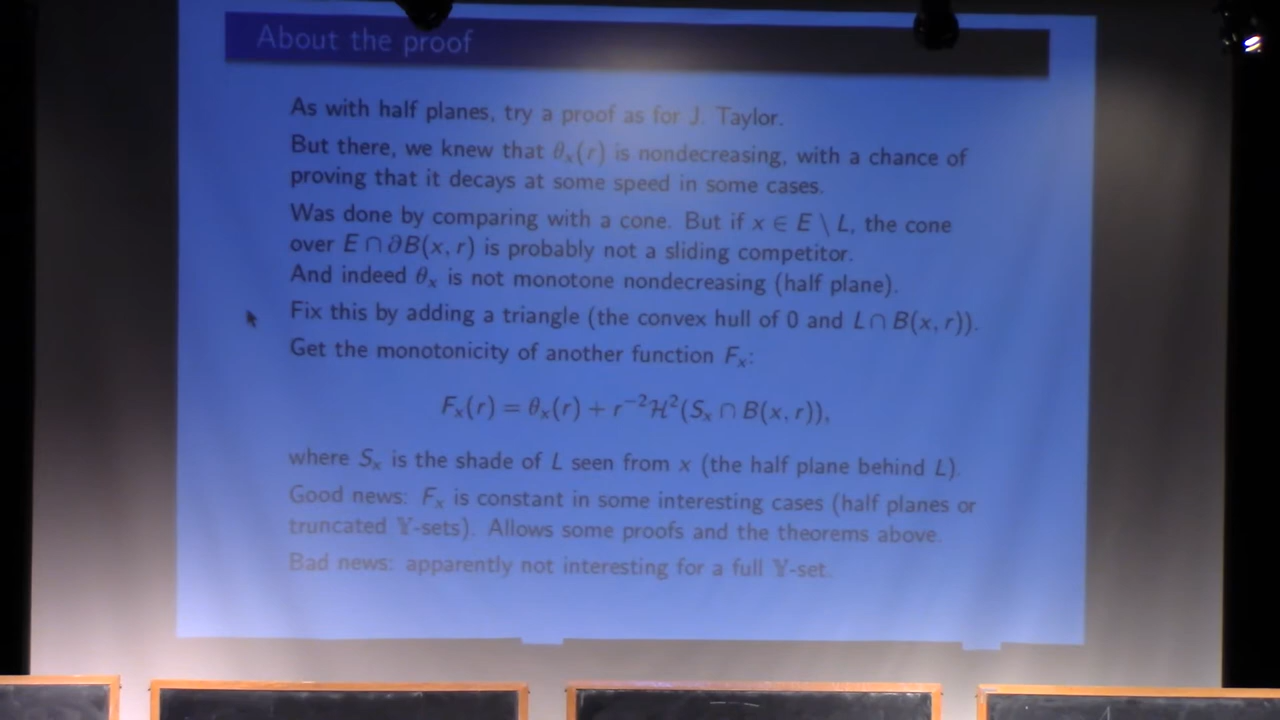 About the proof
As with half planes, try a proof as for J. Taylor.
But there, we knew that θₓ(r) is nondecreasing, with a chance of
proving that it decays at some speed in some cases.
Was done by comparing with a cone. But if x ∈ E \ L, the cone
over E ∩ ∂B(x, r) is probably not a sliding competitor.
And indeed θₓ is not monotone nondecreasing (half plane).
Fix this by adding a triangle (the convex hull of 0 and L ∩ B(x, r)).
Get the monotonicity of another function Fₓ:
Fₓ(r) = θₓ(r) + r⁻²ℋ²(Sₓ ∩ B(x, r)),
where Sₓ is the shade of L seen from x (the half plane behind L).
Good news: Fₓ is constant in some interesting cases (half planes or
truncated 𝕐-sets). Allows some proofs and the theorems above.
Bad news: apparently not interesting for a full 𝕐-set.